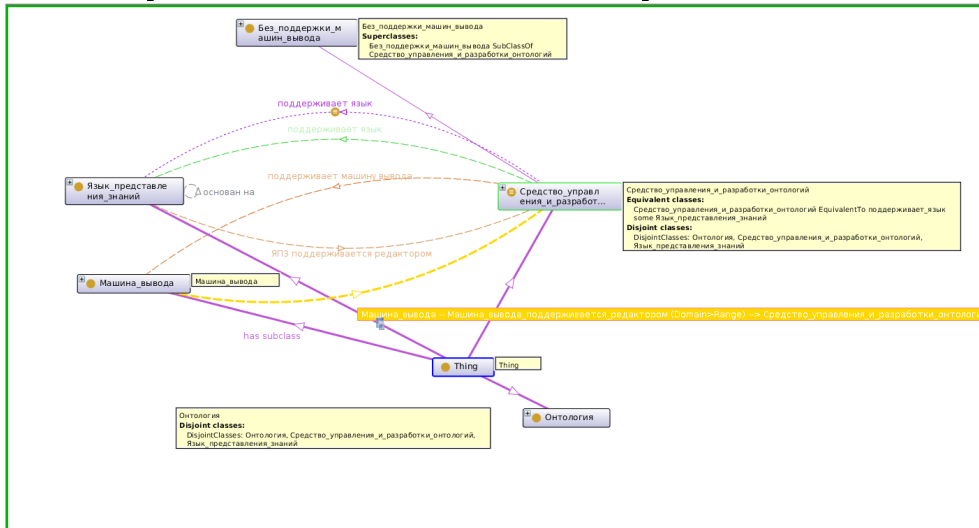 Без_поддержки_м
ашин_вывода
Без_поддержки_машин_вывода
Superclasses:
Без_поддержки_машин_вывода SubClassOf
Средство_управления_и_разработки_онтологий
поддерживает язык
поддерживает язык
поддерживает машину вывода
Язык_представле
ния_знаний
основан на
Средство_управл
ения_и_разработ...
Средство_управления_и_разработки_онтологий
Equivalent classes:
Средство_управления_и_разработки_онтологий EquivalentTo поддерживает_язык
some Язык_представления_знаний
Disjoint classes:
DisjointClasses: Онтология, Средство_управления_и_разработки_онтологий,
Язык_представления_знаний
ЯПЗ поддерживается редактором
Машина_вывода
Машина_вывода
Машина_вывода -- Машина_вывода_поддерживается_редактором (Domain>Range) --> Средство_управления_и_разработки_онтологи
has subclass
Thing
Thing
Онтология
Онтология
Disjoint classes:
DisjointClasses: Онтология, Средство_управления_и_разработки_онтологий,
Язык_представления_знаний